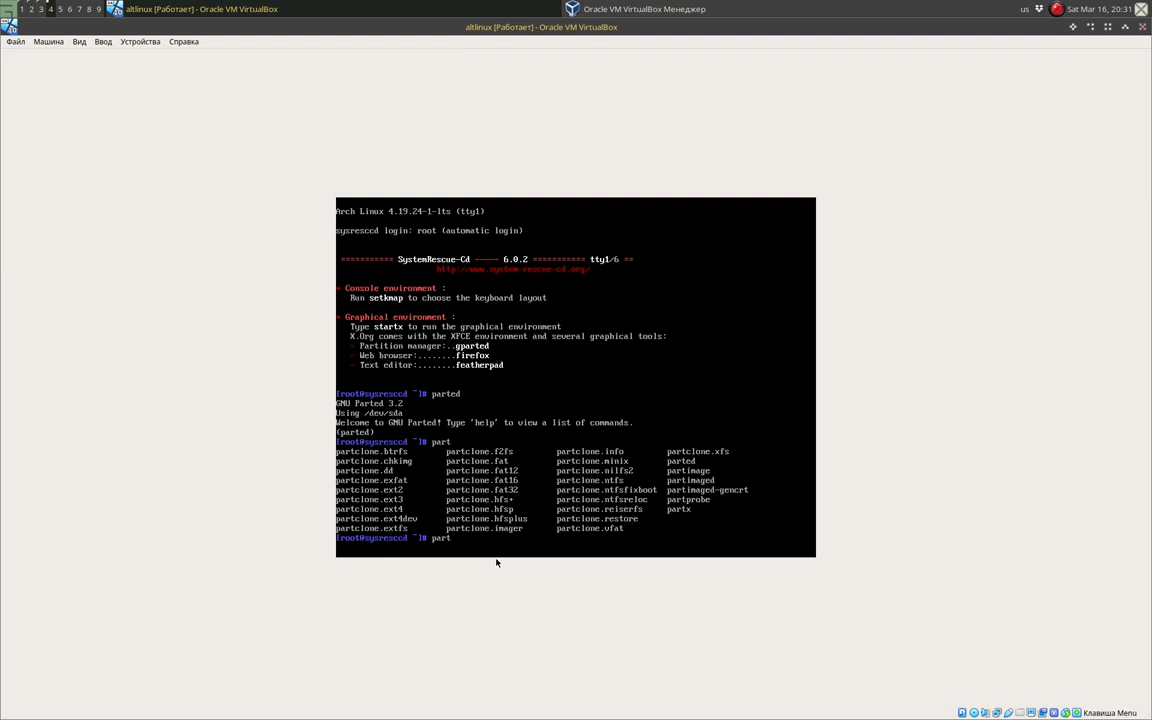 1 2 3 4 5 6 7 8 9 altlinux [Работает] - Oracle VM VirtualBox Oracle VM VirtualBox Менеджер us Sat Mar 16, 20:31
altlinux [Работает] - Oracle VM VirtualBox
Файл Машина Вид Ввод Устройства Справка
Arch Linux 4.19.24-1-lts (tty1)
sysresccd login: root (automatic login)
=========== SystemRescue-Cd ----- 6.0.2 =========== tty1/6 ==
http://www.system-rescue-cd.org/
* Console environment :
Run setkmap to choose the keyboard layout
* Graphical environment :
Type startx to run the graphical environment
X.Org comes with the XFCE environment and several graphical tools:
- Partition manager:..gparted
- Web browser:........firefox
- Text editor:........featherpad
[root@sysresccd ~]# parted
GNU Parted 3.2
Using /dev/sda
Welcome to GNU Parted! Type 'help' to view a list of commands.
(parted)
[root@sysresccd ~]# part
partclone.btrfs partclone.f2fs partclone.info partclone.xfs
partclone.chkimg partclone.fat partclone.minix parted
partclone.dd partclone.fat12 partclone.nilfs2 partimage
partclone.exfat partclone.fat16 partclone.ntfs partimaged
partclone.ext2 partclone.fat32 partclone.ntfsfixboot partimaged-gencrt
partclone.ext3 partclone.hfs+ partclone.ntfsreloc partprobe
partclone.ext4 partclone.hfsp partclone.reiserfs partx
partclone.ext4dev partclone.hfsplus partclone.restore
partclone.extfs partclone.imager partclone.vfat
[root@sysresccd ~]# part
Клавиша Menu